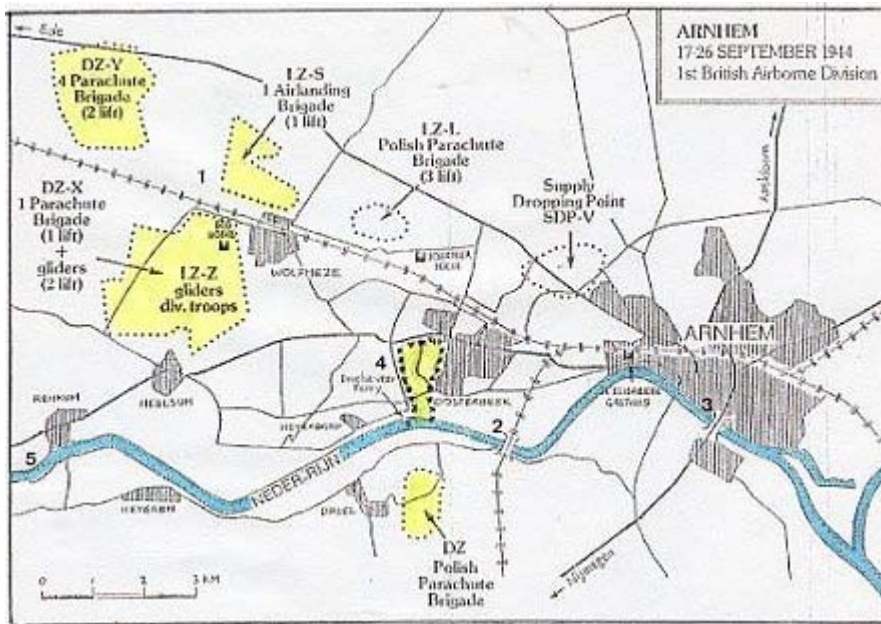 ARNHEM
17-26 SEPTEMBER 1944
1st British Airborne Division
Ede
DZ-Y
4 Parachute
Brigade
(2 lift)
LZ-S
1 Airlanding
Brigade
(1 lift)
LZ-L
Polish Parachute
Brigade
(3 lift)
Supply
Dropping Point
SDP-V
1
DZ-X
1 Parachute
Brigade
(1 lift)
+
gliders
(2 lift)
LZ-Z
gliders
div. troops
WOLFHEZE
ARNHEM
4
OOSTERBEEK
ST. ELISABETH
GASTHUIS
RENKUM
HEELSUM
HEVEADORP
2
3
5
NEDER-RIJN
DRIEL
DZ
Polish
Parachute
Brigade
Nijmegen
0 1 2 3 KM